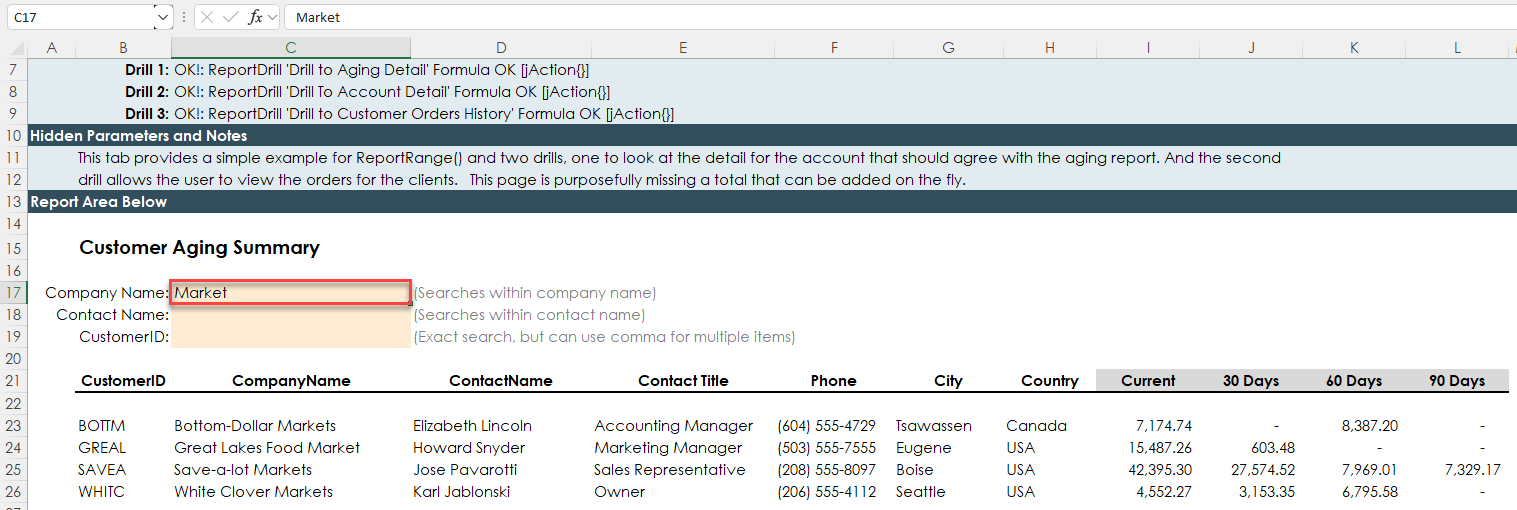 C17 fx Market
A B C D E F G H I J K L
7 Drill 1: OK!: ReportDrill 'Drill to Aging Detail' Formula OK [jAction{}]
8 Drill 2: OK!: ReportDrill 'Drill To Account Detail' Formula OK [jAction{}]
9 Drill 3: OK!: ReportDrill 'Drill to Customer Orders History' Formula OK [jAction{}]
10 Hidden Parameters and Notes
11 This tab provides a simple example for ReportRange() and two drills, one to look at the detail for the account that should agree with the aging report. And the second
12 drill allows the user to view the orders for the clients. This page is purposefully missing a total that can be added on the fly.
13 Report Area Below
14
15 Customer Aging Summary
16
17 Company Name: Market (Searches within company name)
18 Contact Name: (Searches within contact name)
19 CustomerID: (Exact search, but can use comma for multiple items)
20
21 CustomerID CompanyName ContactName Contact Title Phone City Country Current 30 Days 60 Days 90 Days
22
23 BOTTM Bottom-Dollar Markets Elizabeth Lincoln Accounting Manager (604) 555-4729 Tsawassen Canada 7,174.74 - 8,387.20 -
24 GREAL Great Lakes Food Market Howard Snyder Marketing Manager (503) 555-7555 Eugene USA 15,487.26 603.48 - -
25 SAVEA Save-a-lot Markets Jose Pavarotti Sales Representative (208) 555-8097 Boise USA 42,395.30 27,574.52 7,969.01 7,329.17
26 WHITC White Clover Markets Karl Jablonski Owner (206) 555-4112 Seattle USA 4,552.27 3,153.35 6,795.58 -